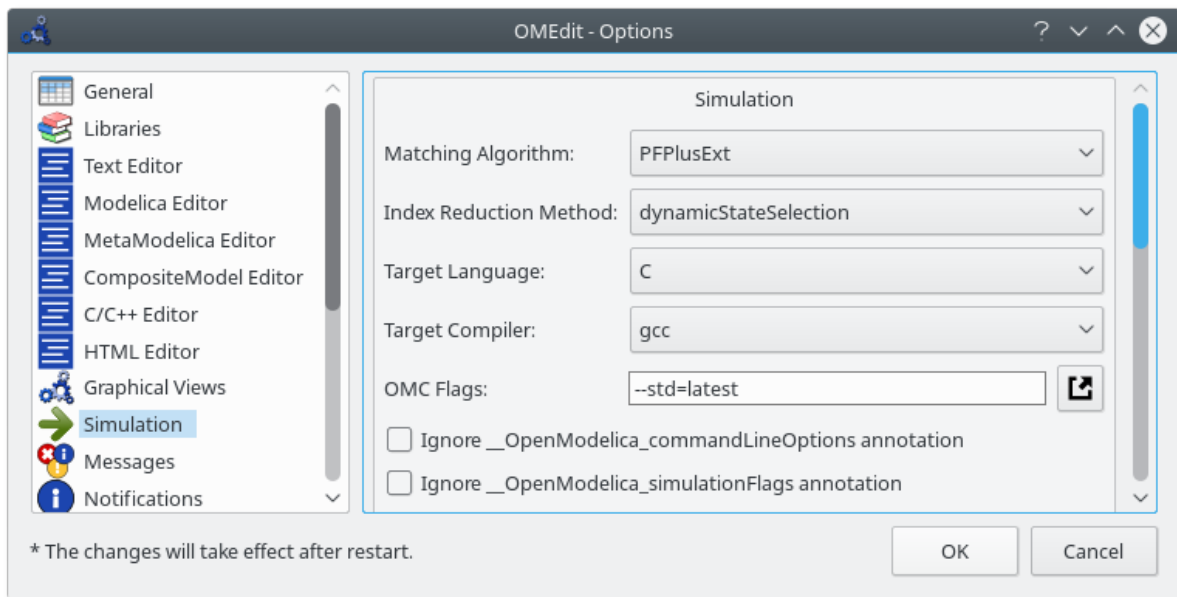 OMEdit - Options
General
Libraries
Text Editor
Modelica Editor
MetaModelica Editor
CompositeModel Editor
C/C++ Editor
HTML Editor
Graphical Views
Simulation
Messages
Notifications
Simulation
Matching Algorithm: PFPlusExt
Index Reduction Method: dynamicStateSelection
Target Language: C
Target Compiler: gcc
OMC Flags: --std=latest
Ignore __OpenModelica_commandLineOptions annotation
Ignore __OpenModelica_simulationFlags annotation
* The changes will take effect after restart.
OK Cancel